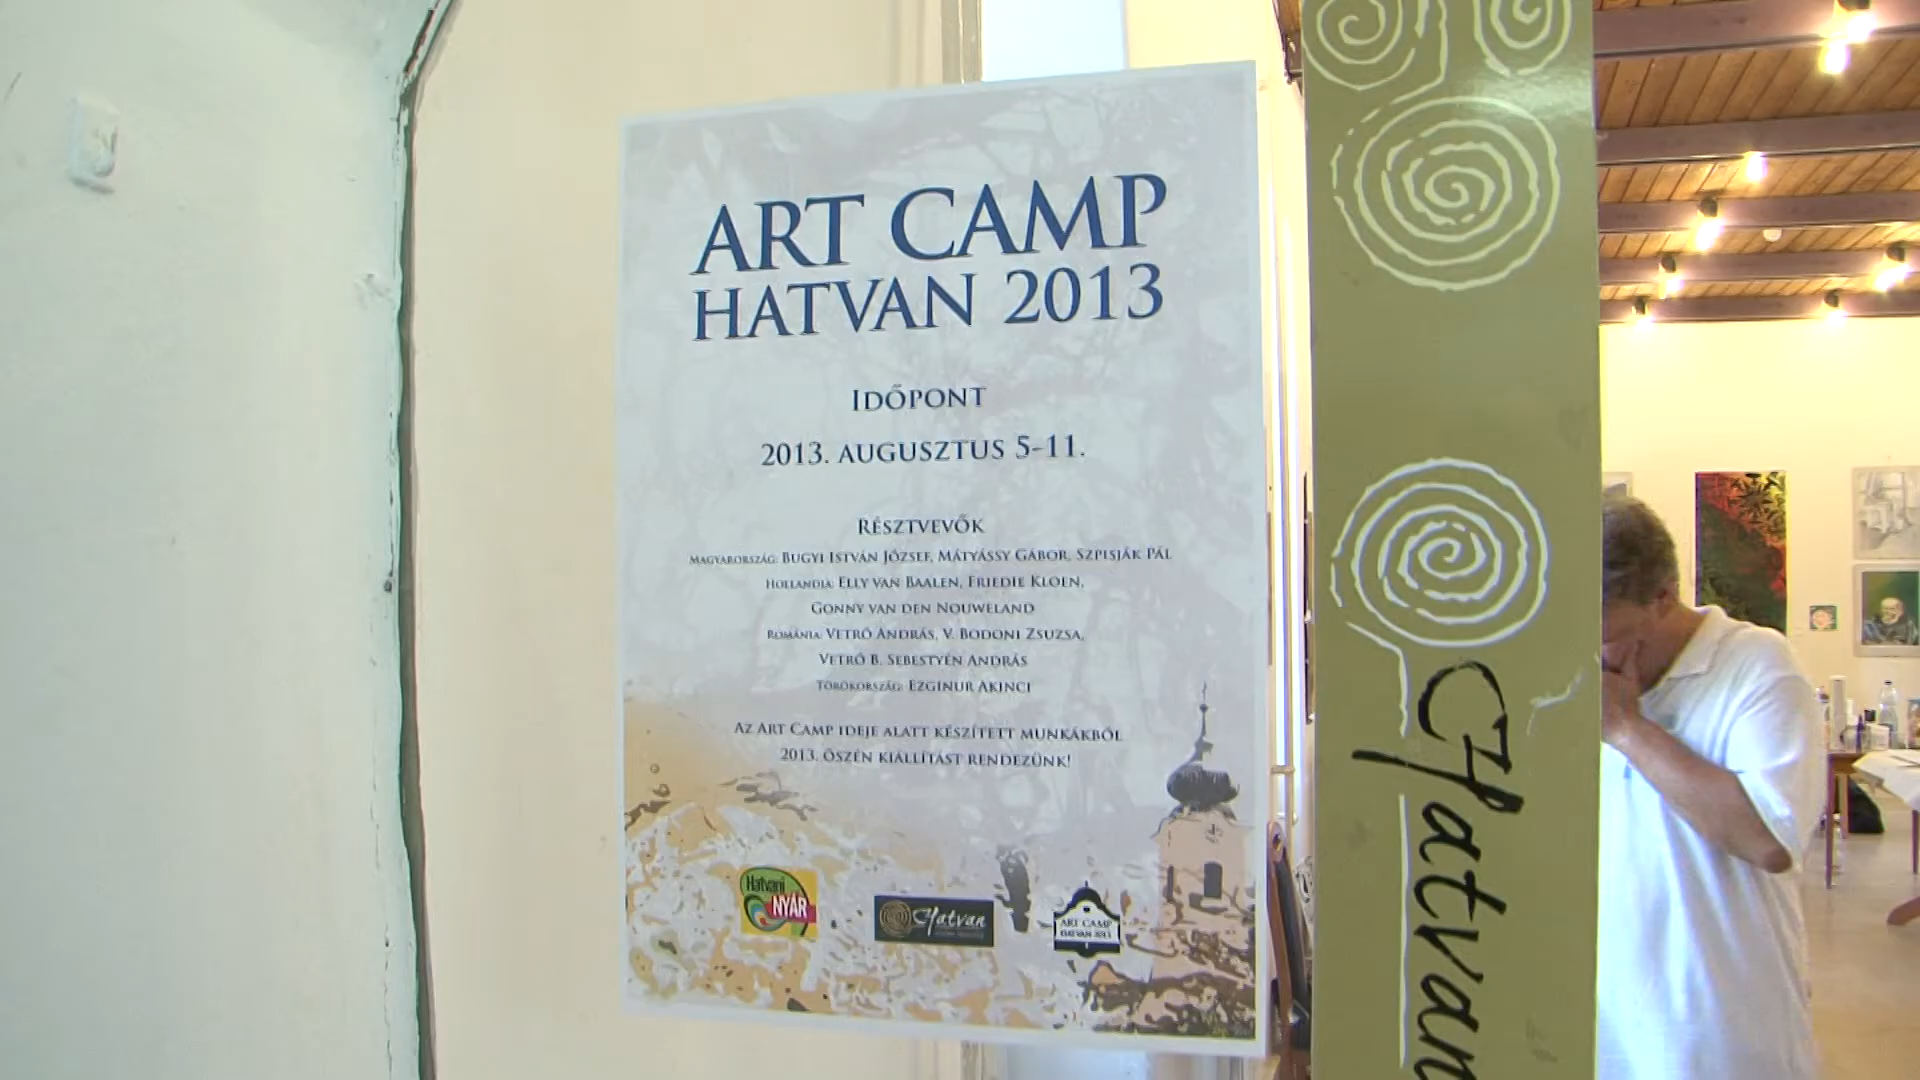 ART CAMP
HATVAN 2013
IDŐPONT
2013. AUGUSZTUS 5-11.
RÉSZTVEVŐK
MAGYARORSZÁG: BUGYI ISTVÁN JÓZSEF, MÁTYÁSSY GÁBOR, SZPISJÁK PÁL
HOLLANDIA: ELLY VAN BAALEN, FRIEDIE KLOEN,
GONNY VAN DEN NOUWELAND
ROMÁNIA: VETRÓ ANDRÁS, V. BODONI ZSUZSA,
VETRÓ B. SEBESTYÉN ANDRÁS
TÖRÖKORSZÁG: EZGINUR AKINCI
AZ ART CAMP IDEJE ALATT KÉSZÍTETT MUNKÁKBÓL
2013. ŐSZÉN KIÁLLÍTÁST RENDEZÜNK!
Hatvani
NYÁR
Hatvan
ART CAMP
HATVAN 2013
Hatvan